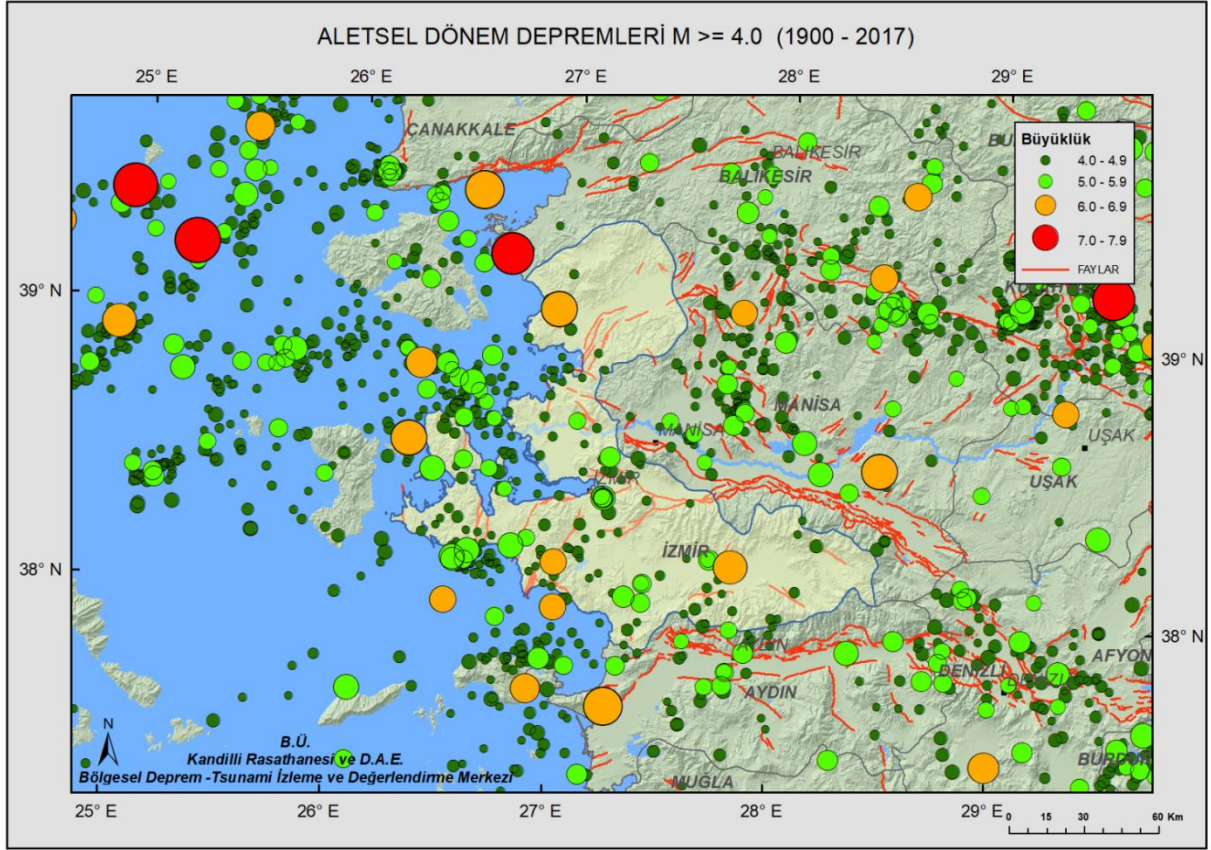 ALETSEL DÖNEM DEPREMLERİ M >= 4.0 (1900 - 2017)
25° E 26° E 27° E 28° E 29° E
ÇANAKKALE
BALIKESİR
BALIKESİR
Büyüklük
4.0 - 4.9
5.0 - 5.9
6.0 - 6.9
7.0 - 7.9
FAYLAR
39° N
39° N
MANİSA
MANİSA
UŞAK
UŞAK
İZMİR
İZMİR
38° N
38° N
AYDIN
AYDIN
DENİZLİ
AFYON
MUĞLA
N
B.Ü.
Kandilli Rasathanesi ve D.A.E.
Bölgesel Deprem -Tsunami İzleme ve Değerlendirme Merkezi
25° E 26° E 27° E 28° E 29° E
0 15 30 60 Km